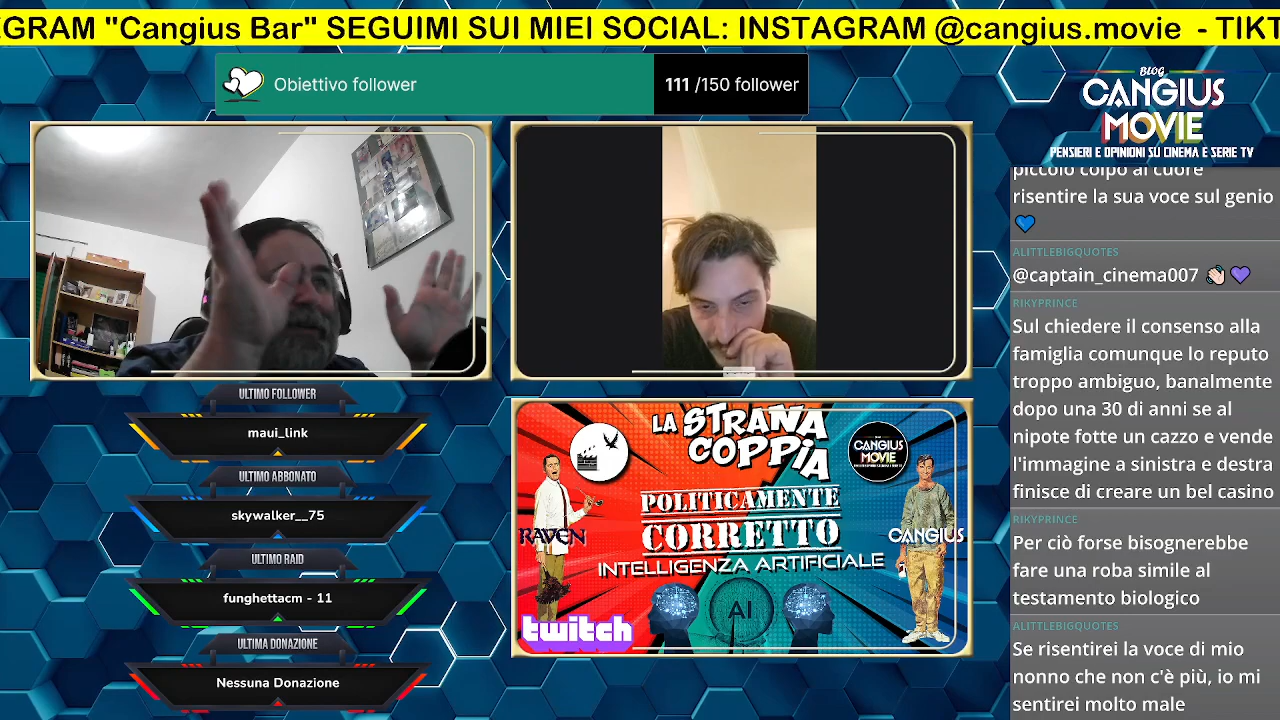 EGRAM "Cangius Bar" SEGUIMI SUI MIEI SOCIAL: INSTAGRAM @cangius.movie - TIKT
Obiettivo follower
111 /150 follower
BLOG
CANGIUS
MOVIE
PENSIERI E OPINIONI SU CINEMA E SERIE TV
piccolo colpo al cuore
risentire la sua voce sul genio
💙
ALITTLEBIGQUOTES
@captain_cinema007 👏🏻💜
RIKYPRINCE
Sul chiedere il consenso alla
famiglia comunque lo reputo
troppo ambiguo, banalmente
dopo una 30 di anni se al
nipote fotte un cazzo e vende
l'immagine a sinistra e destra
finisce di creare un bel casino
RIKYPRINCE
Per ciò forse bisognerebbe
fare una roba simile al
testamento biologico
ALITTLEBIGQUOTES
Se risentirei la voce di mio
nonno che non c'è più, io mi
sentirei molto male
ULTIMO FOLLOWER
maui_link
ULTIMO ABBONATO
skywalker__75
ULTIMO RAID
funghettacm - 11
ULTIMA DONAZIONE
Nessuna Donazione
LA STRANA
COPPIA
CANGIUS
MOVIE
POLITICAMENTE
CORRETTO
INTELLIGENZA ARTIFICIALE
RAVEN
CANGIUS
AI
twitch